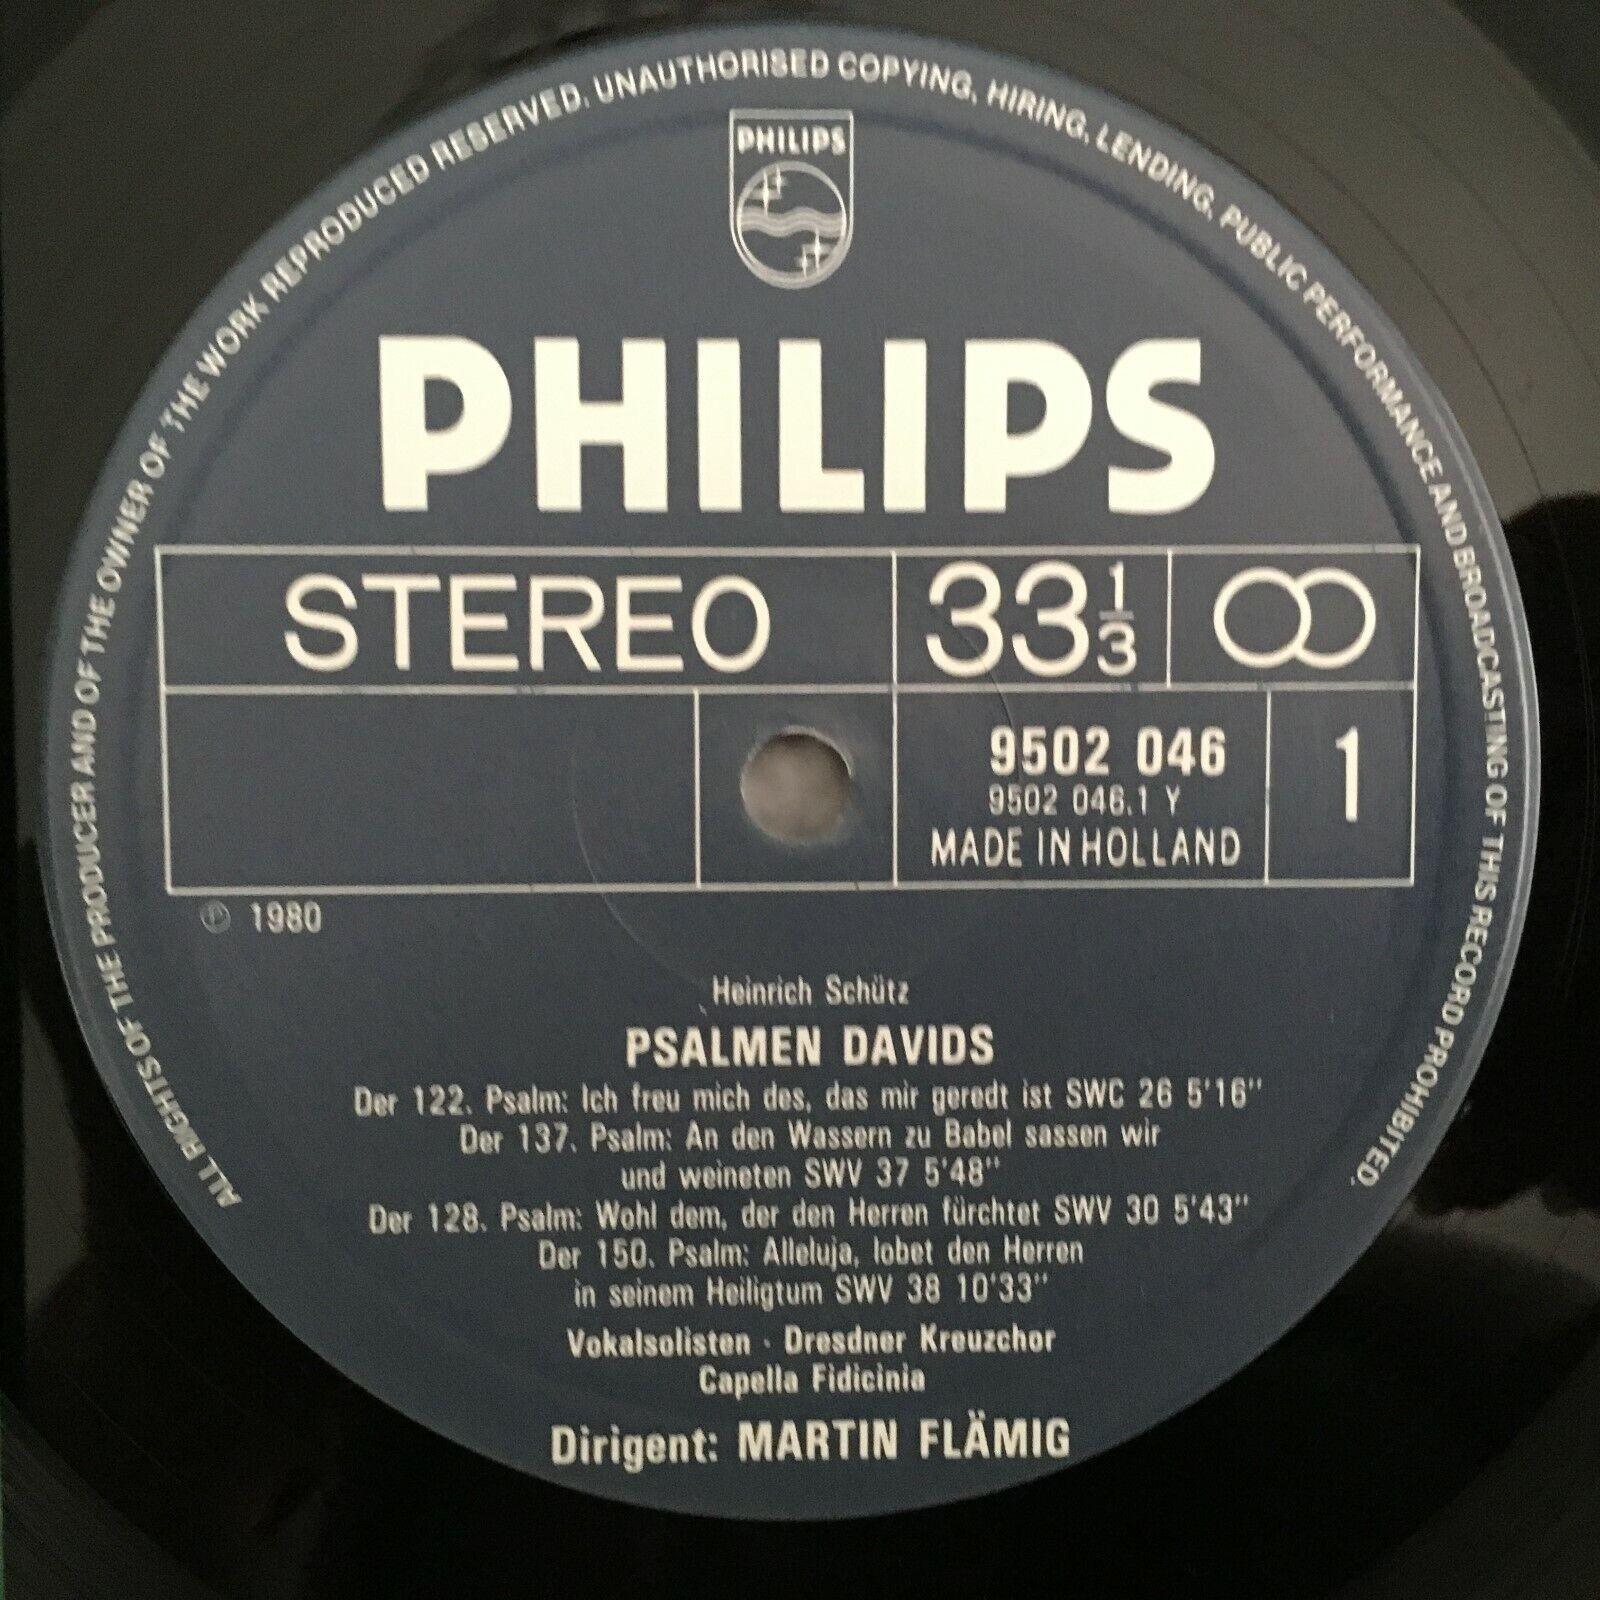 ALL RIGHTS OF THE PRODUCER AND OF THE OWNER OF THE WORK REPRODUCED RESERVED. UNAUTHORISED COPYING, HIRING, LENDING, PUBLIC PERFORMANCE AND BROADCASTING OF THIS RECORD PROHIBITED.
PHILIPS
PHILIPS
STEREO
33 1/3
9502 046
9502 046.1 Y
MADE IN HOLLAND
1
℗ 1980
Heinrich Schütz
PSALMEN DAVIDS
Der 122. Psalm: Ich freu mich des, das mir geredt ist SWC 26 5'16"
Der 137. Psalm: An den Wassern zu Babel sassen wir
und weineten SWV 37 5'48"
Der 128. Psalm: Wohl dem, der den Herren fürchtet SWV 30 5'43"
Der 150. Psalm: Alleluja, lobet den Herren
in seinem Heiligtum SWV 38 10'33"
Vokalsolisten · Dresdner Kreuzchor
Capella Fidicinia
Dirigent: MARTIN FLÄMIG